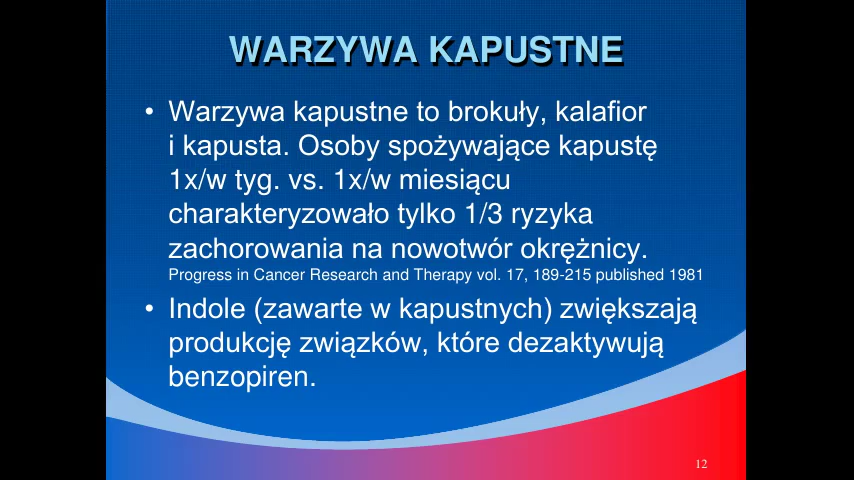 WARZYWA KAPUSTNE
• Warzywa kapustne to brokuły, kalafior
i kapusta. Osoby spożywające kapustę
1x/w tyg. vs. 1x/w miesiącu
charakteryzowało tylko 1/3 ryzyka
zachorowania na nowotwór okrężnicy.
Progress in Cancer Research and Therapy vol. 17, 189-215 published 1981
• Indole (zawarte w kapustnych) zwiększają
produkcję związków, które dezaktywują
benzopiren.
12